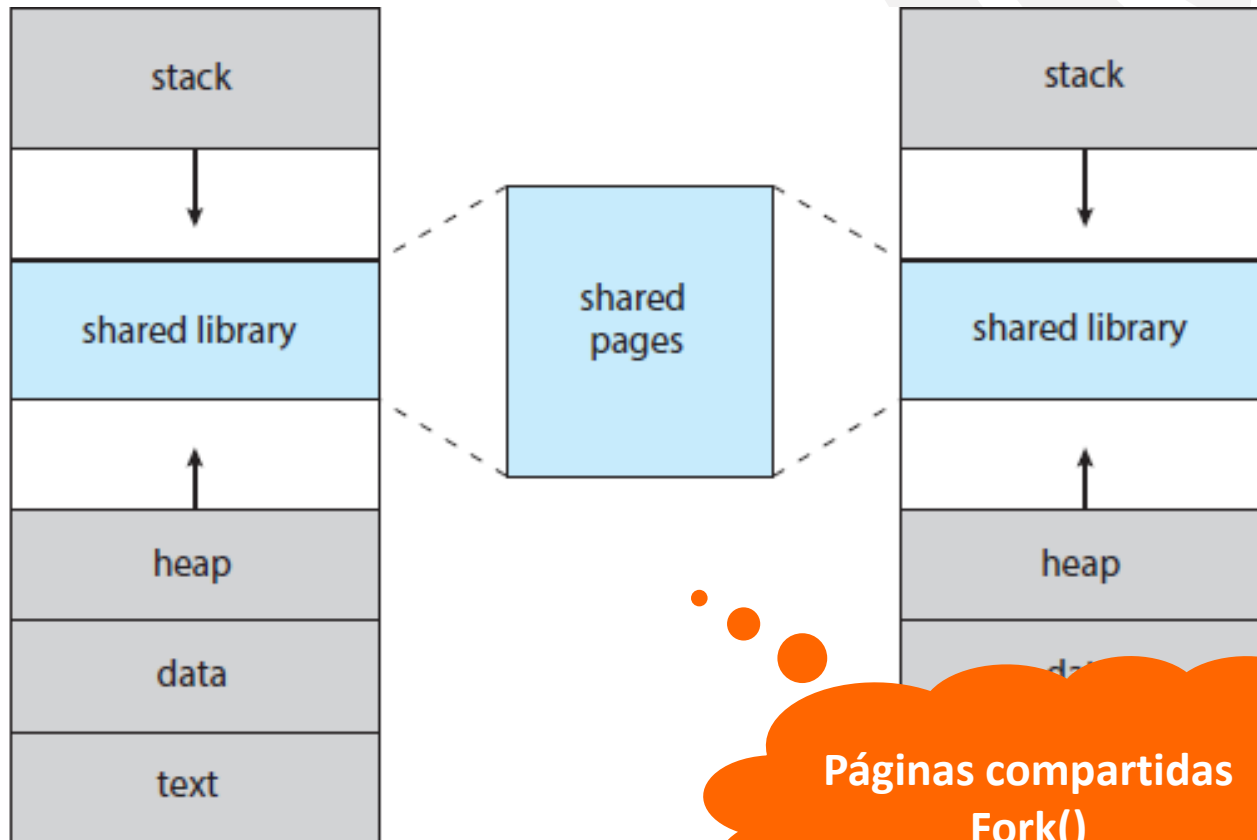 stack
shared library
heap
data
text
shared
pages
stack
shared library
heap
Páginas compartidas
Fork()